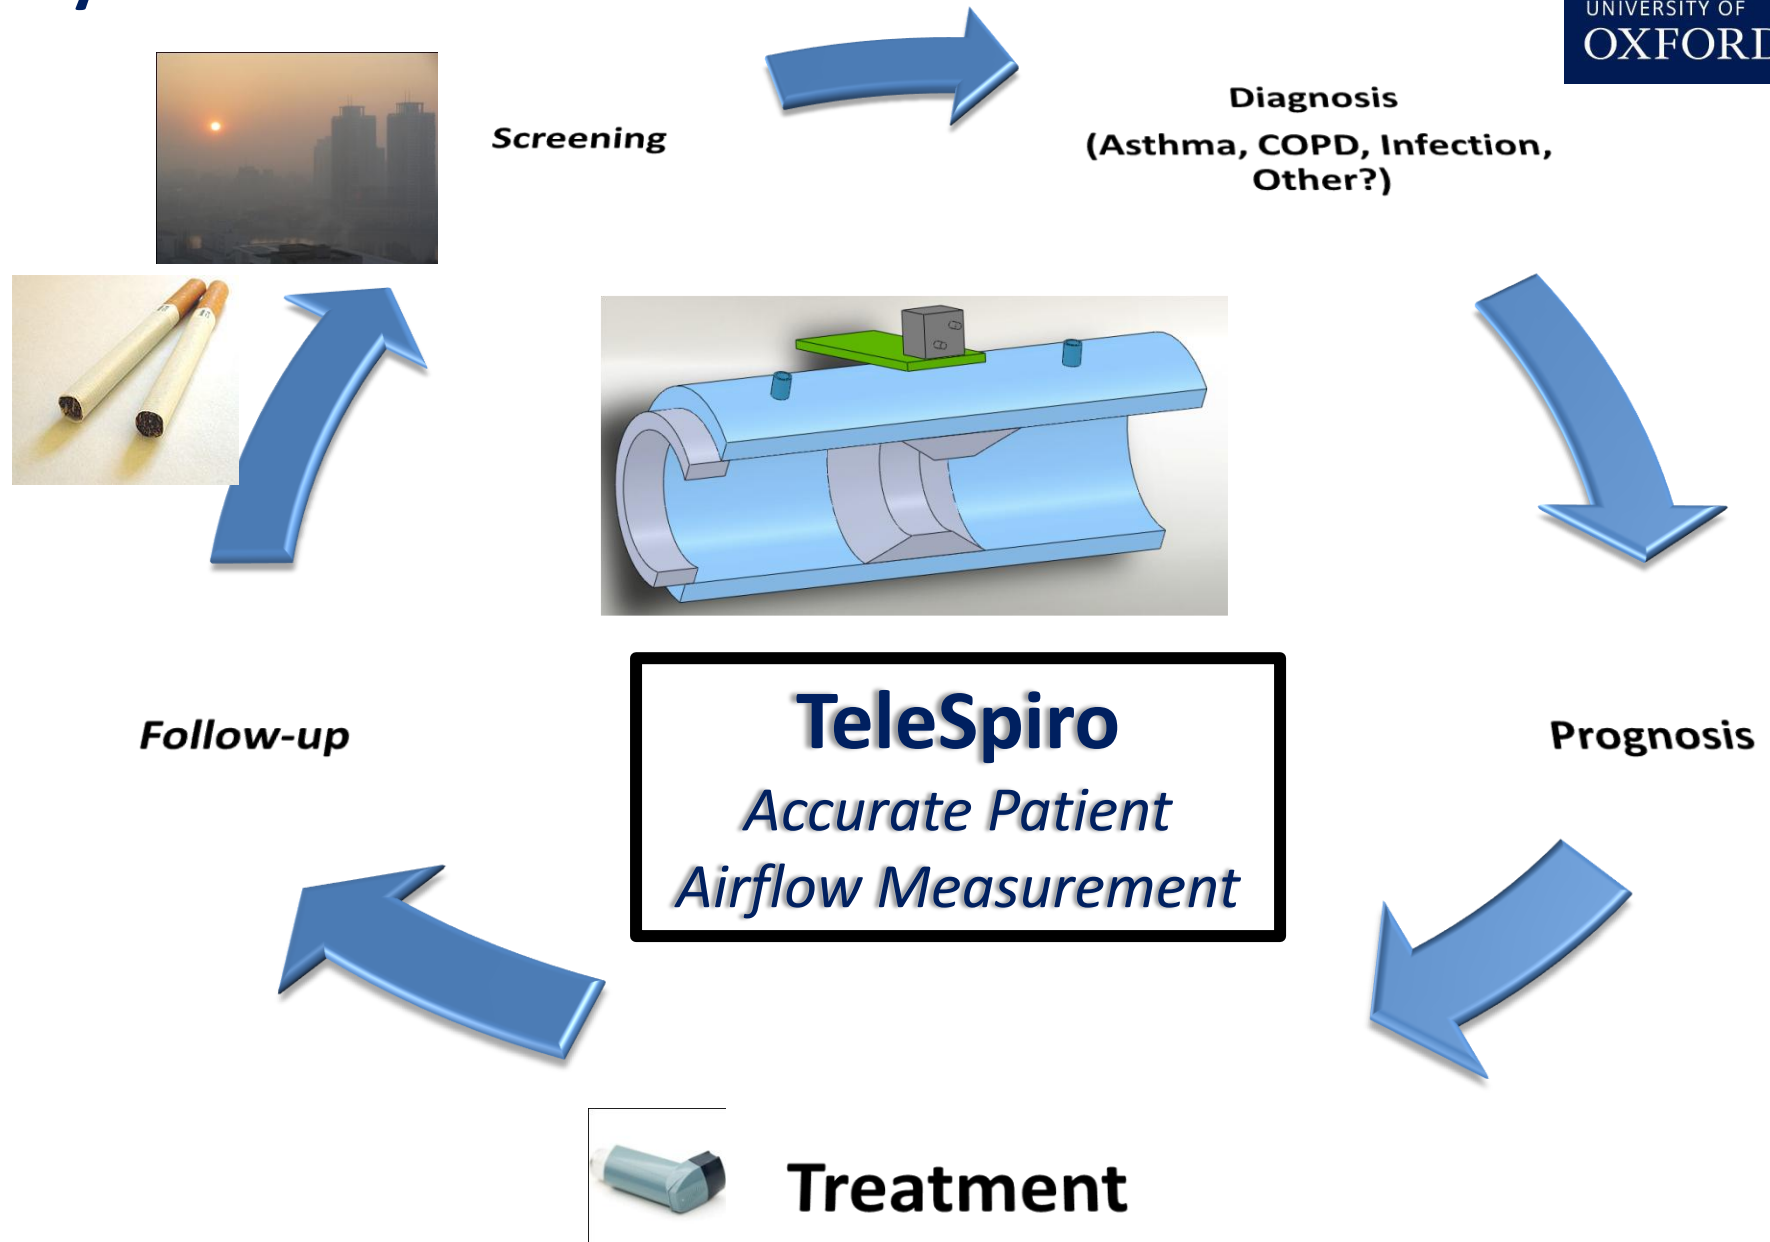 UNIVERSITY OF
OXFORD
Screening
Diagnosis
(Asthma, COPD, Infection,
Other?)
TeleSpiro
Accurate Patient
Airflow Measurement
Follow-up
Prognosis
Treatment